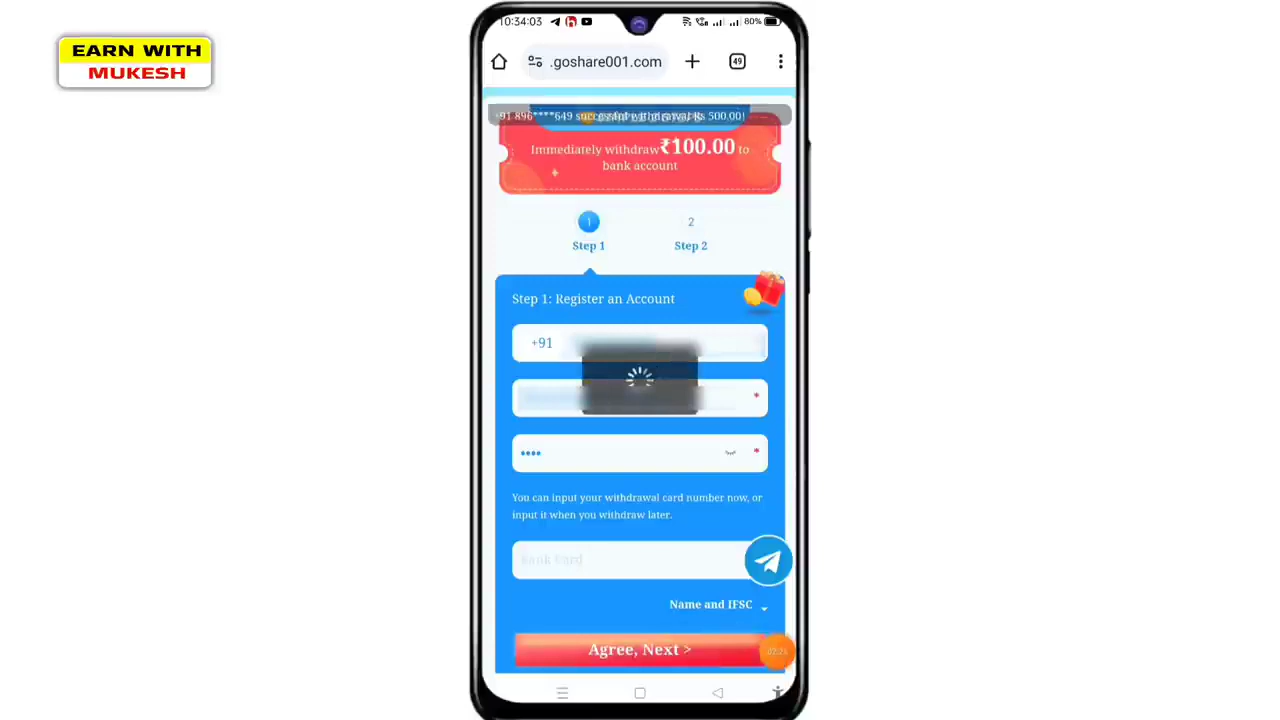 EARN WITH
MUKESH
10:34:03
80%
.goshare001.com
49
91 896****649 successful withdrawal Rs 500.00!
Immediately withdraw ₹100.00 to
bank account
1
2
Step 1
Step 2
Step 1: Register an Account
+91
*
•••• *
You can input your withdrawal card number now, or
input it when you withdraw later.
Bank Card
Name and IFSC
Agree, Next >